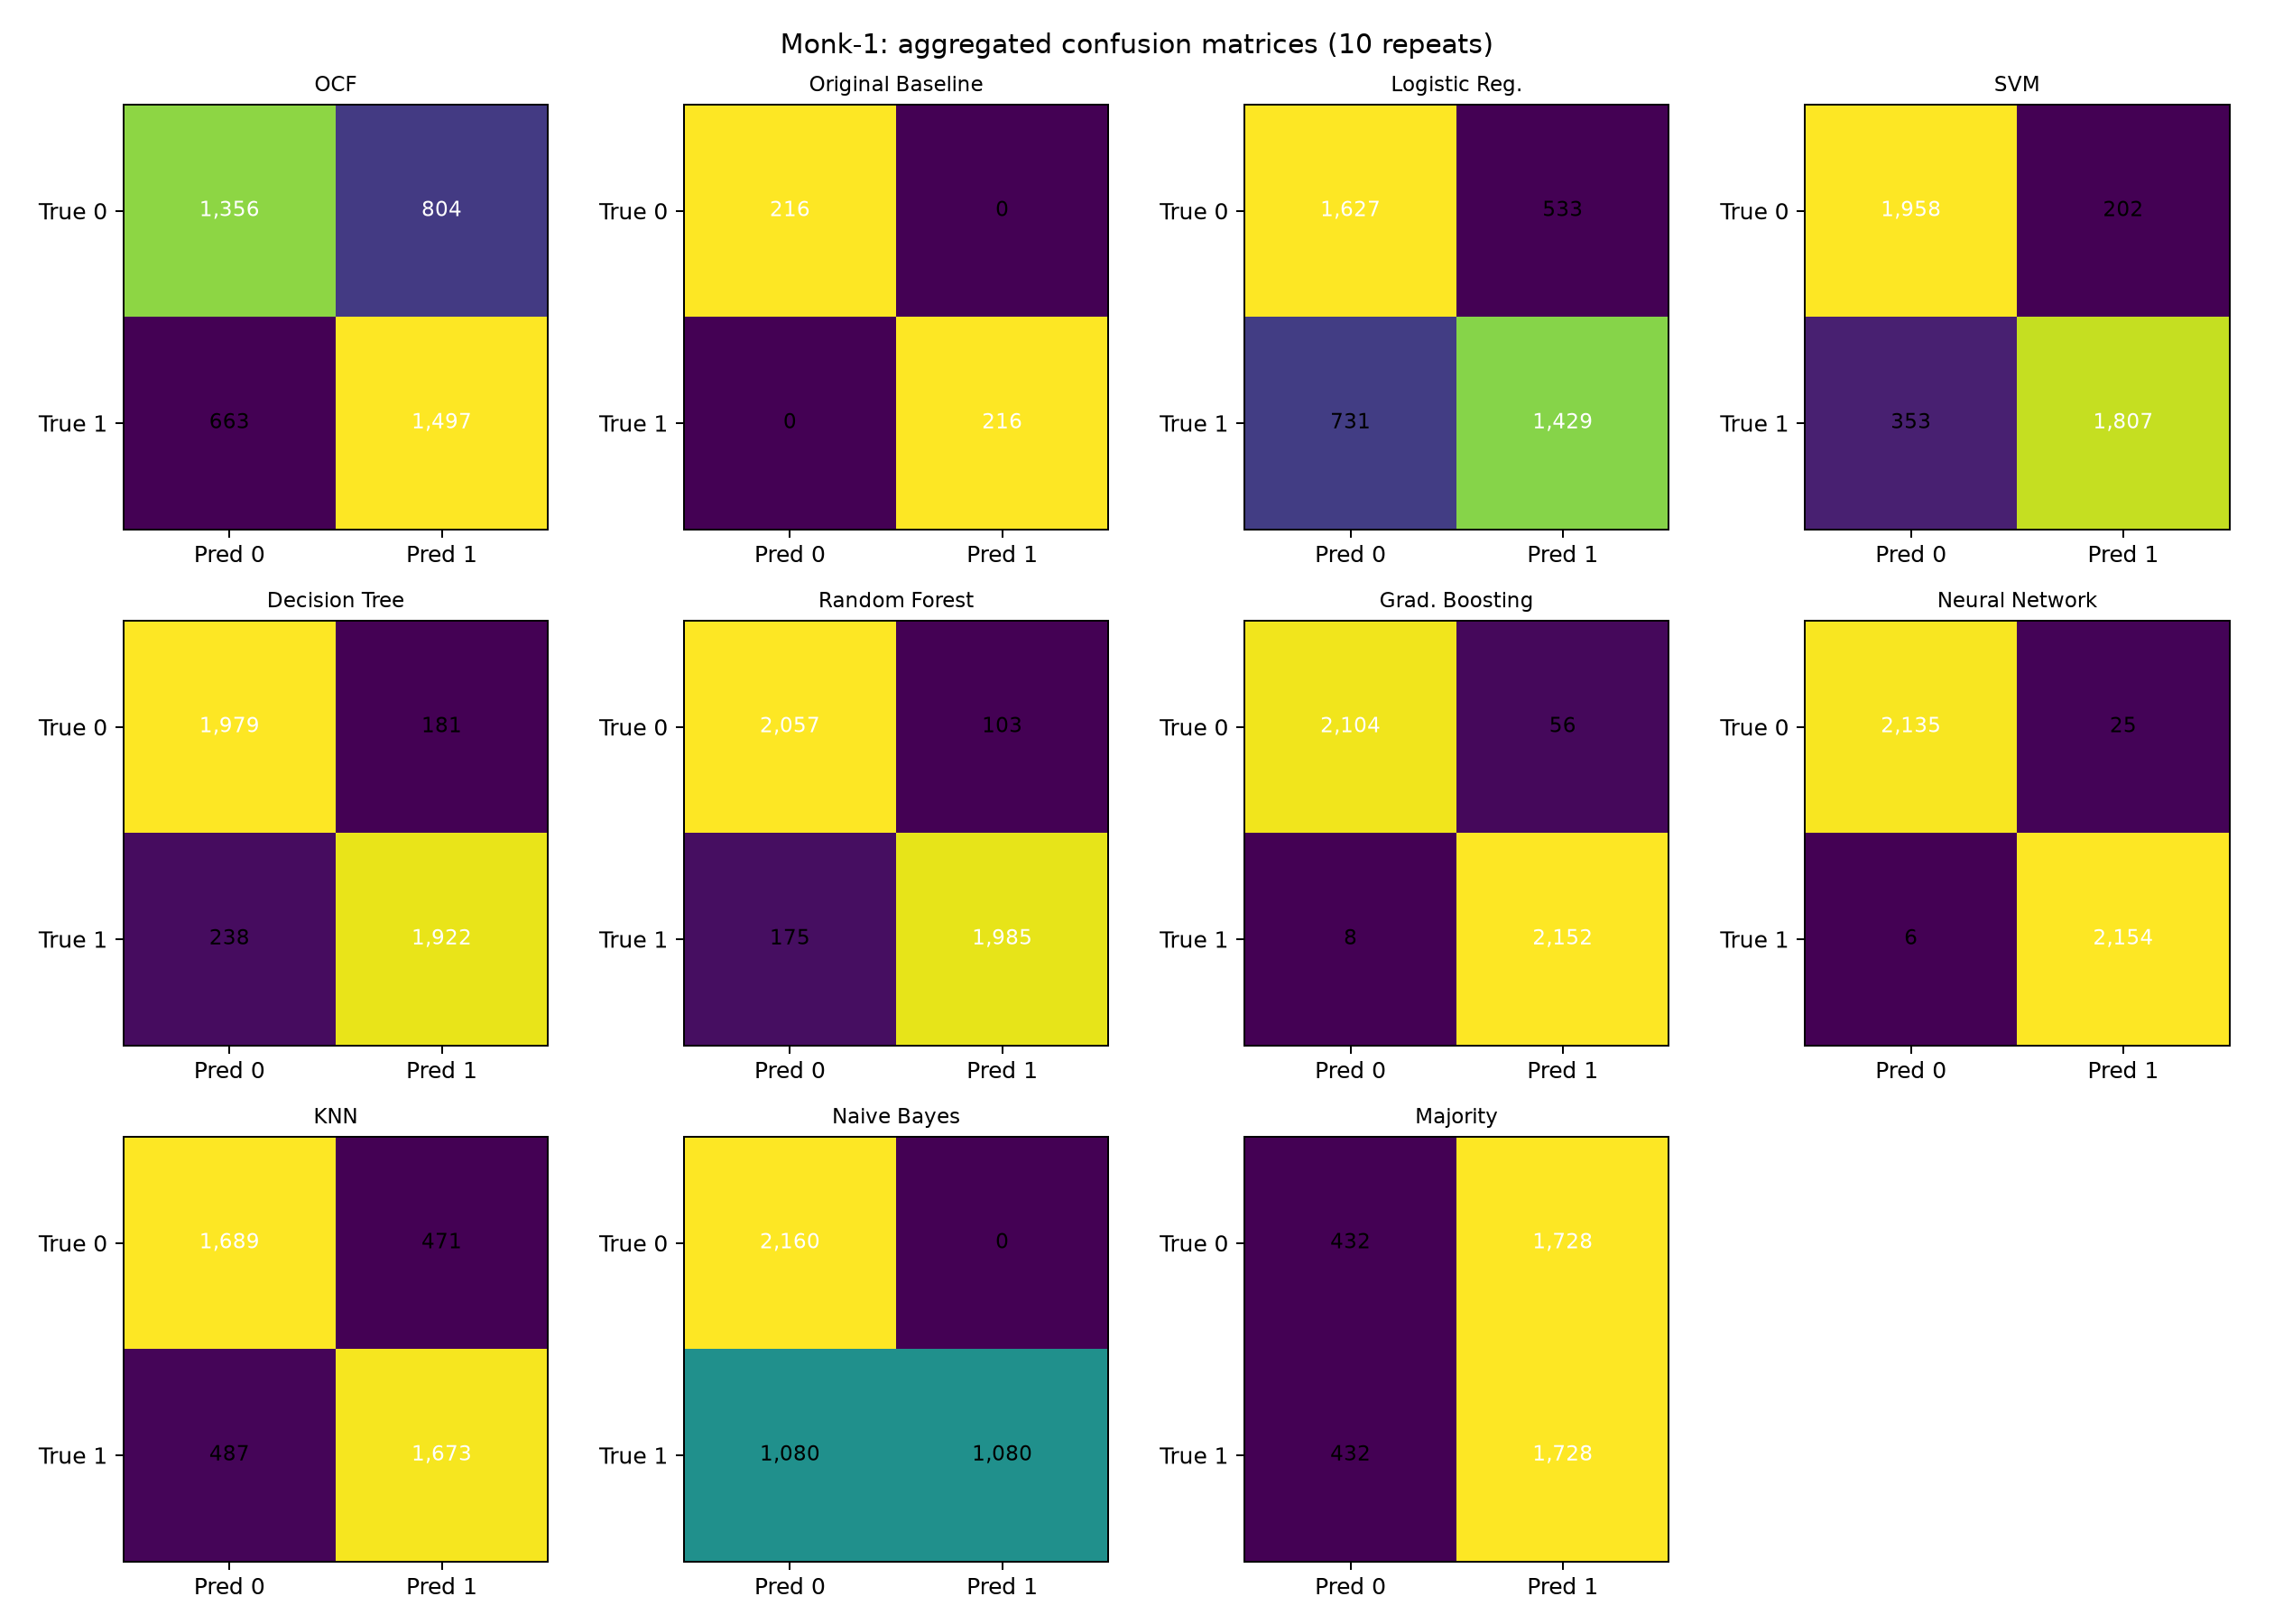 Monk-1: aggregated confusion matrices (10 repeats)
OCF Original Baseline Logistic Reg. SVM
True 0 1,356 804 True 0 216 0 True 0 1,627 533 True 0 1,958 202
True 1 663 1,497 True 1 0 216 True 1 731 1,429 True 1 353 1,807
Pred 0 Pred 1 Pred 0 Pred 1 Pred 0 Pred 1 Pred 0 Pred 1
Decision Tree Random Forest Grad. Boosting Neural Network
True 0 1,979 181 True 0 2,057 103 True 0 2,104 56 True 0 2,135 25
True 1 238 1,922 True 1 175 1,985 True 1 8 2,152 True 1 6 2,154
Pred 0 Pred 1 Pred 0 Pred 1 Pred 0 Pred 1 Pred 0 Pred 1
KNN Naive Bayes Majority
True 0 1,689 471 True 0 2,160 0 True 0 432 1,728
True 1 487 1,673 True 1 1,080 1,080 True 1 432 1,728
Pred 0 Pred 1 Pred 0 Pred 1 Pred 0 Pred 1